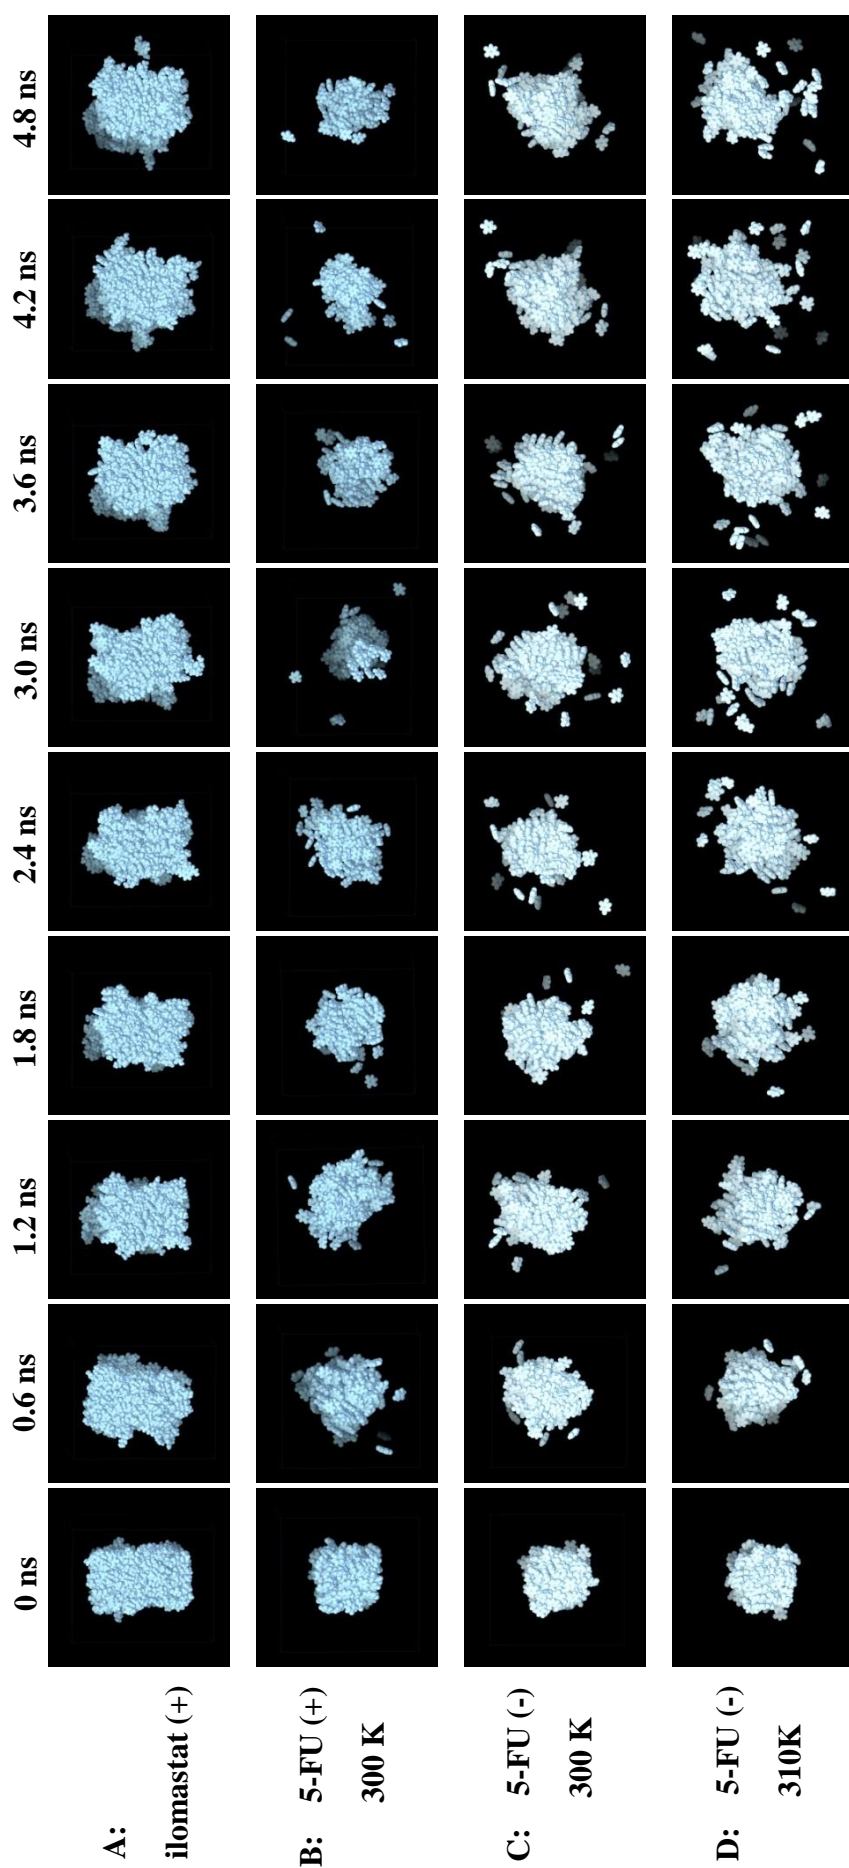 0 ns 0.6 ns 1.2 ns 1.8 ns 2.4 ns 3.0 ns 3.6 ns 4.2 ns 4.8 ns
A:
ilomastat (+)
B: 5-FU (+)
300 K
C: 5-FU (-)
300 K
D: 5-FU (-)
310K